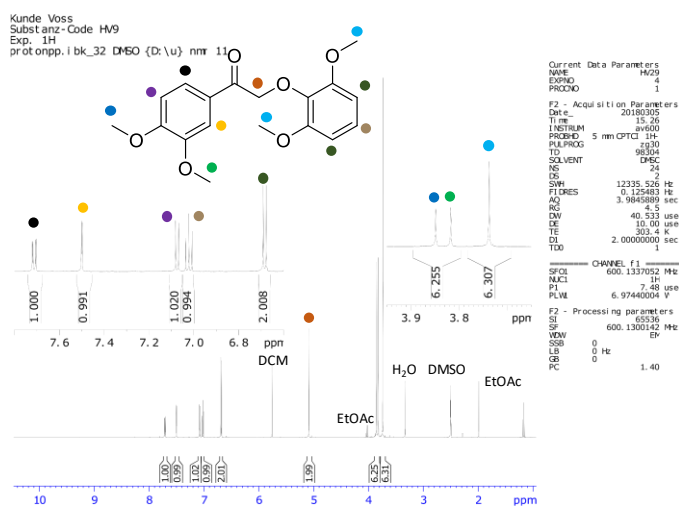 Kunde Voss
Substanz-Code HV9
Exp. 1H
protonpp.ibk_32 DMSO {D:\u} nmr 11
O
O
O
O
O
O
Current Data Parameters
NAME HV29
EXPNO 4
PROCNO 1
F2 - Acquisition Parameters
Date_ 20180305
Time 15.26
INSTRUM av600
PROBHD 5 mm CPTCI 1H-
PULPROG zg30
TD 98304
SOLVENT DMSO
NS 24
DS 2
SWH 12335.526 Hz
FIDRES 0.125483 Hz
AQ 3.9845889 sec
RG 4.5
DW 40.533 use
DE 10.00 use
TE 303.4 K
D1 2.00000000 sec
TD0 1
======== CHANNEL f1 ========
SFO1 600.1337052 MHz
NUC1 1H
P1 7.48 use
PLW1 6.97440004 W
F2 - Processing parameters
SI 65536
SF 600.1300142 MHz
WDW EM
SSB 0
LB 0 Hz
GB 0
PC 1.40
1.000
0.991
1.020
0.994
2.008
7.6 7.4 7.2 7.0 6.8 ppm
6.255
6.307
3.9 3.8 ppm
DCM
EtOAc
H2O
DMSO
EtOAc
1.00
0.99
1.02
0.99
2.01
1.99
6.25
6.31
10 9 8 7 6 5 4 3 2 ppm